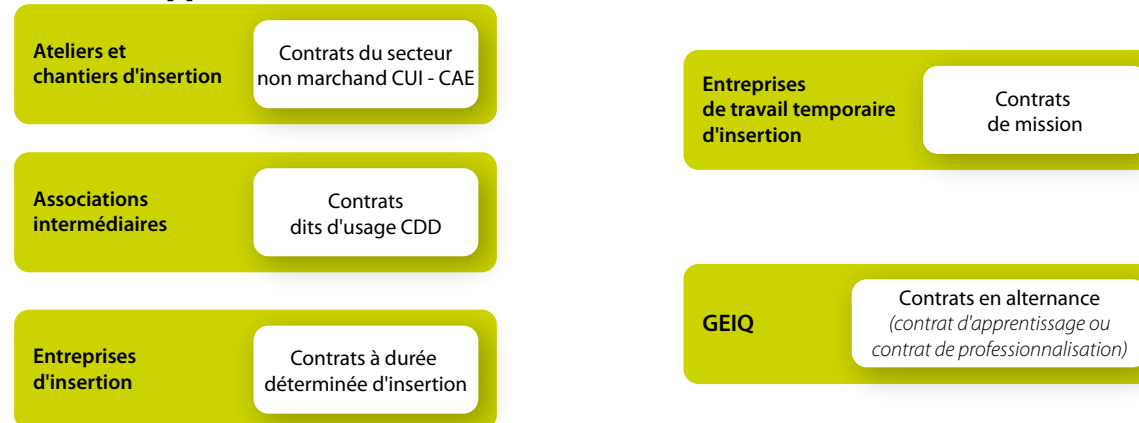 Ateliers et
chantiers d'insertion
Contrats du secteur
non marchand CUI - CAE
Associations
intermédiaires
Contrats
dits d'usage CDD
Entreprises
d'insertion
Contrats à durée
déterminée d'insertion
Entreprises
de travail temporaire
d'insertion
Contrats
de mission
GEIQ
Contrats en alternance
(contrat d'apprentissage ou
contrat de professionnalisation)